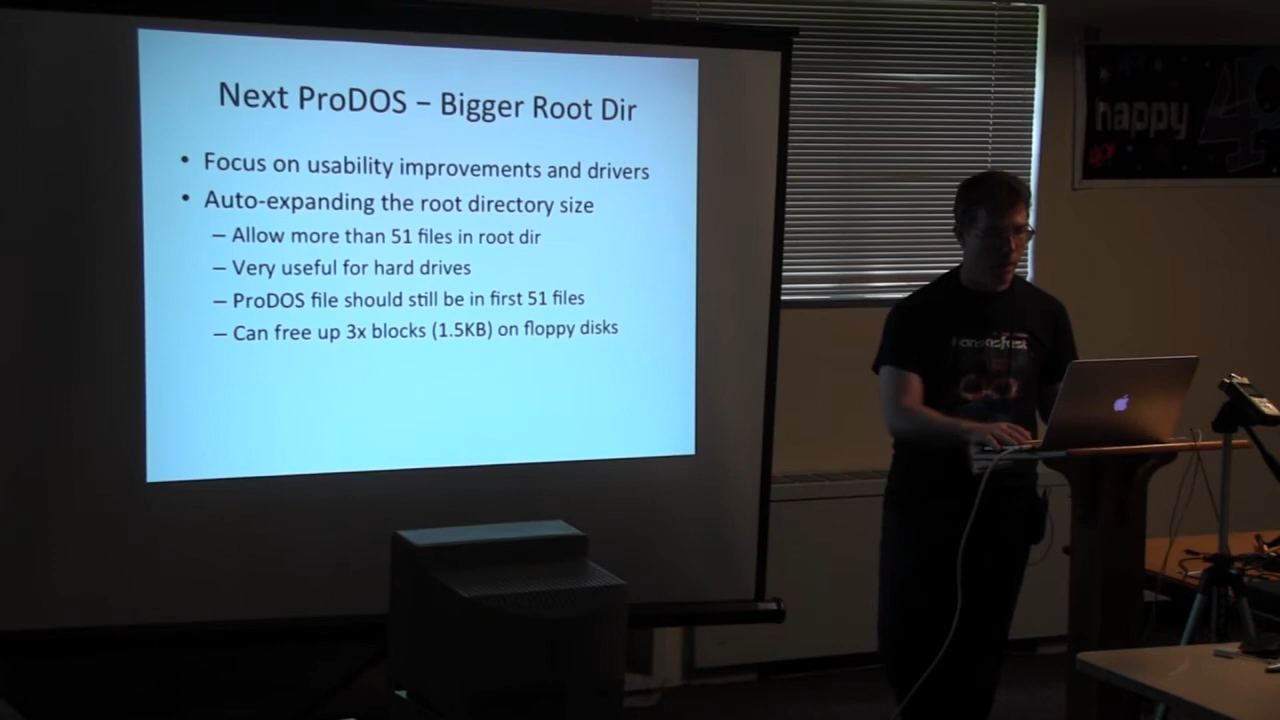 Next ProDOS – Bigger Root Dir
• Focus on usability improvements and drivers
• Auto-expanding the root directory size
– Allow more than 51 files in root dir
– Very useful for hard drives
– ProDOS file should still be in first 51 files
– Can free up 3x blocks (1.5KB) on floppy disks
happy